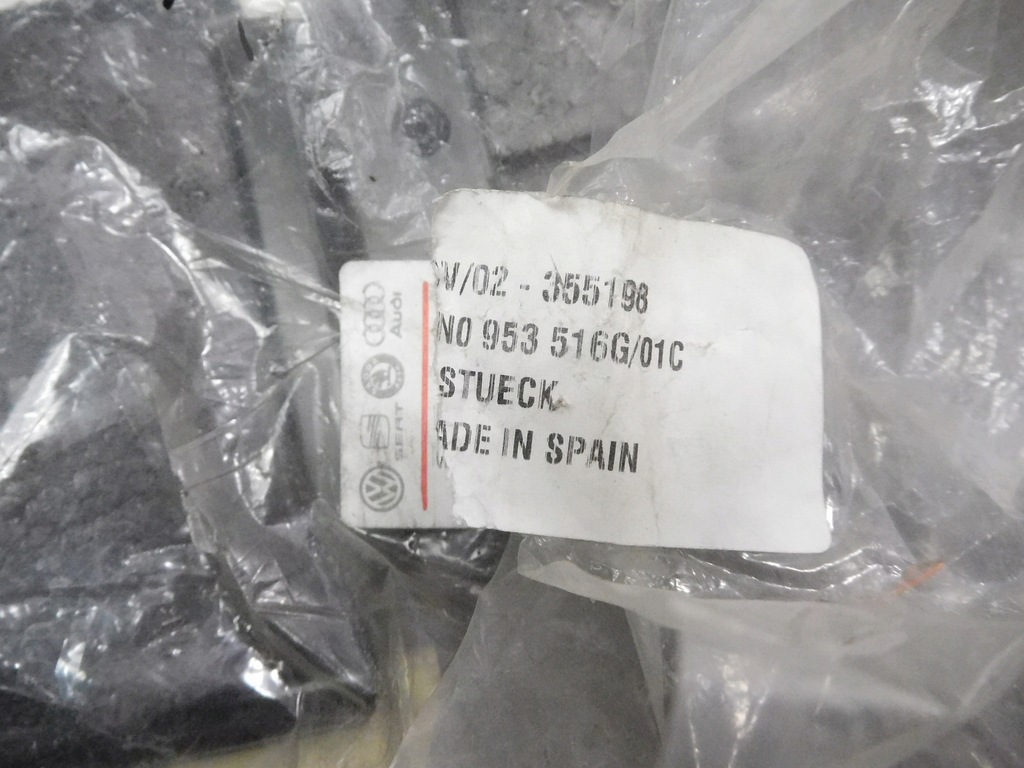 W/02 - 355198
N0 953 516G/01C
STUECK
ADE IN SPAIN
Audi
SEAT